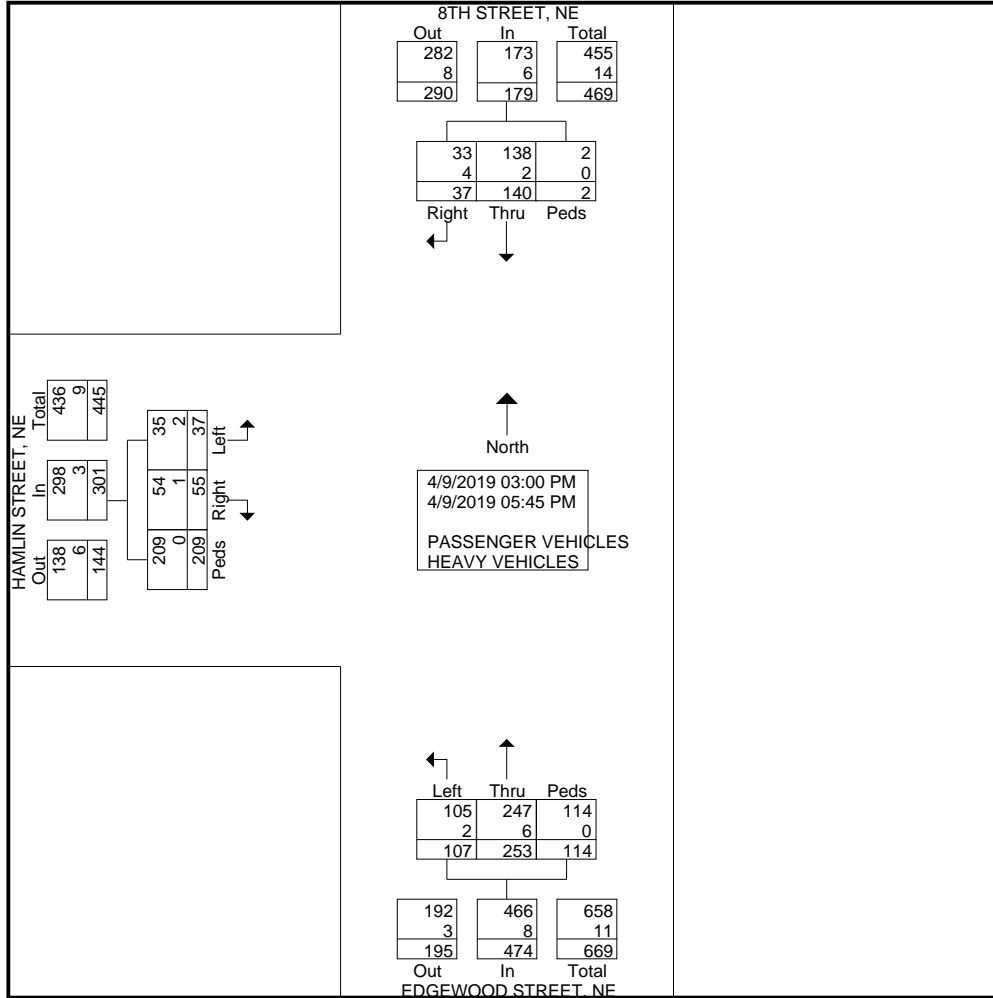 8TH STREET, NE
Out In Total
282 173 455
8 6 14
290 179 469
33 138 2
4 2 0
37 140 2
Right Thru Peds
HAMLIN STREET, NE
Out In Total
138 298 436
6 3 9
144 301 445
209 54 35
0 1 2
209 55 37
Peds Right Left
North
4/9/2019 03:00 PM
4/9/2019 05:45 PM
PASSENGER VEHICLES
HEAVY VEHICLES
Left Thru Peds
105 247 114
2 6 0
107 253 114
192 466 658
3 8 11
195 474 669
Out In Total
EDGEWOOD STREET, NE